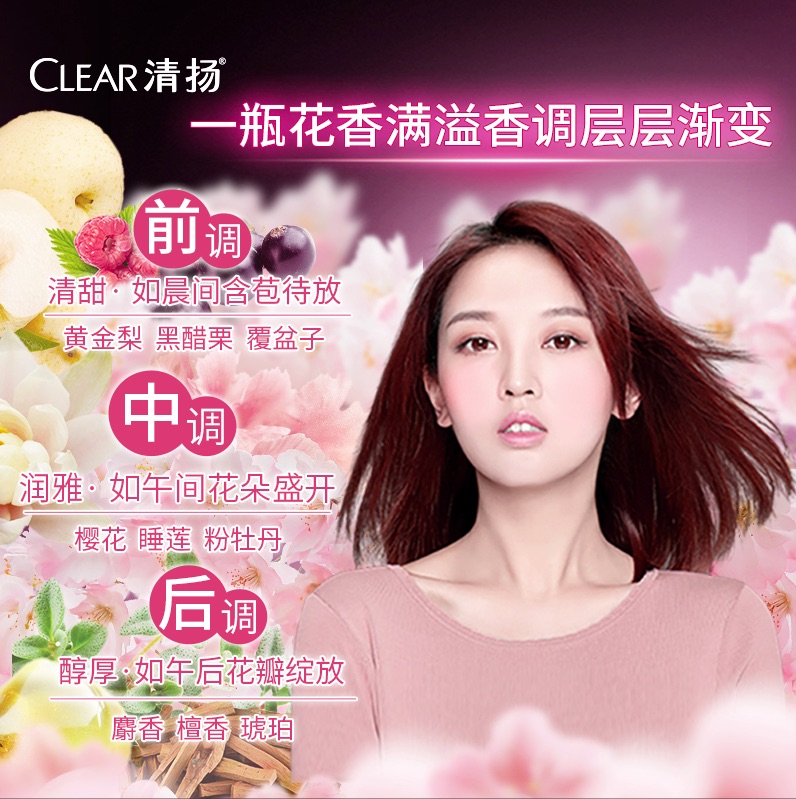 CLEAR清扬®
一瓶花香满溢香调层层渐变
前调
清甜·如晨间含苞待放
黄金梨 黑醋栗 覆盆子
中调
润雅·如午间花朵盛开
樱花 睡莲 粉牡丹
后调
醇厚·如午后花瓣绽放
麝香 檀香 琥珀